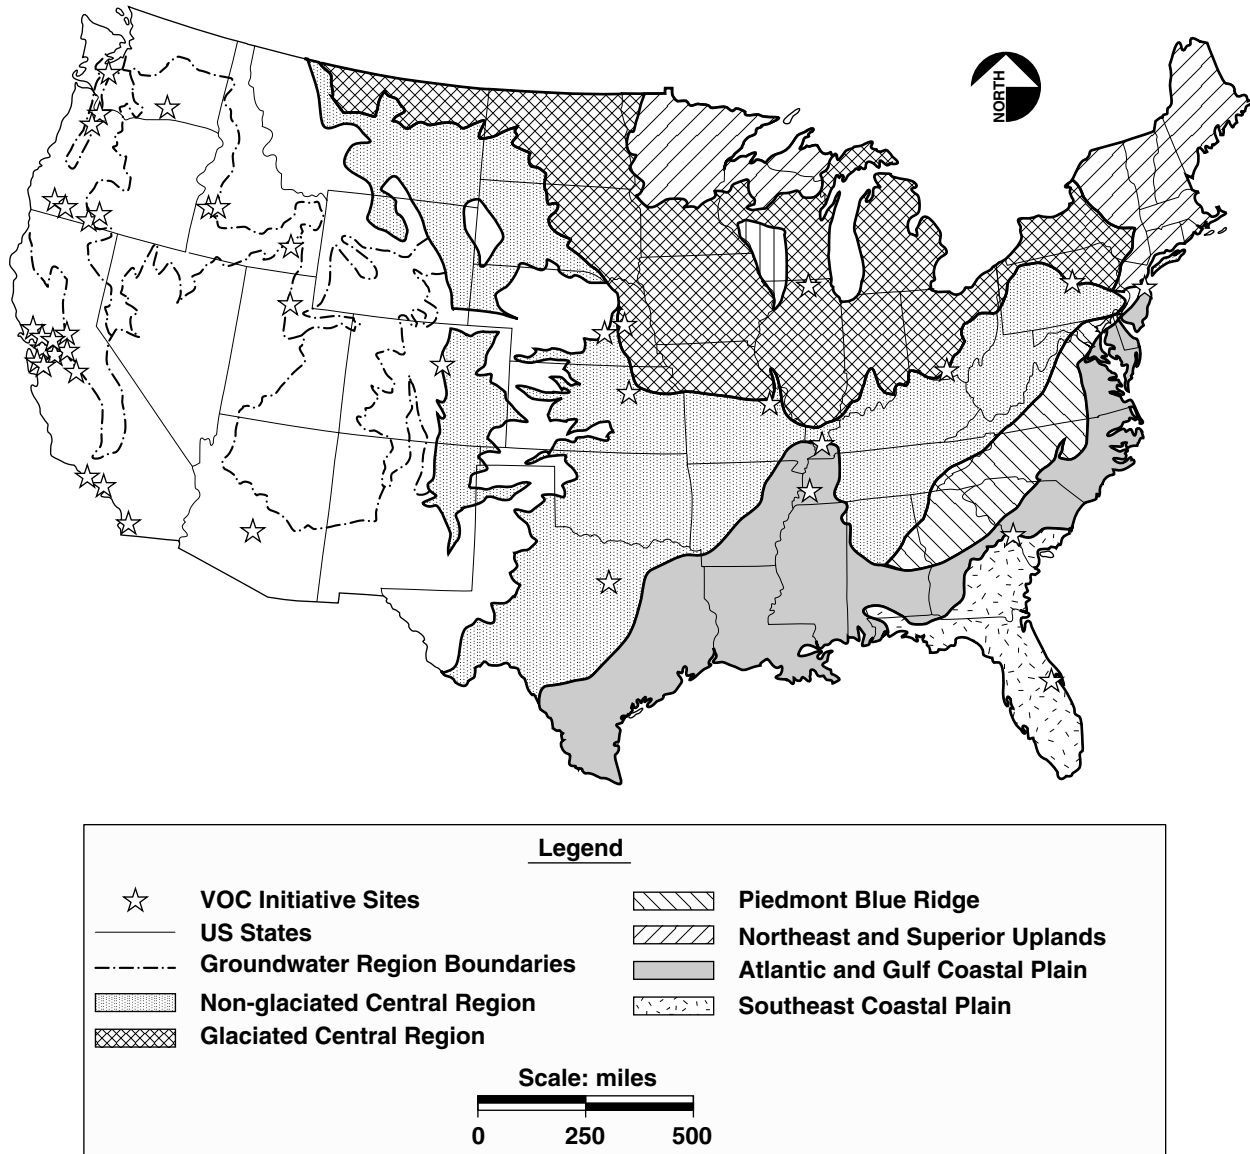 NORTH
Legend
VOC Initiative Sites
US States
Groundwater Region Boundaries
Non-glaciated Central Region
Glaciated Central Region
Piedmont Blue Ridge
Northeast and Superior Uplands
Atlantic and Gulf Coastal Plain
Southeast Coastal Plain
Scale: miles
0 250 500